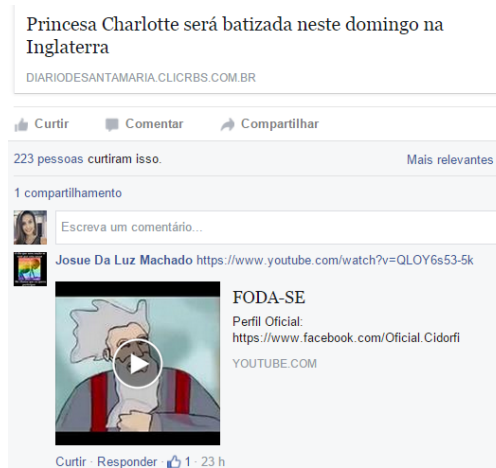 Princesa Charlotte será batizada neste domingo na
Inglaterra
DIARIODESANTAMARIA.CLICRBS.COM.BR
Curtir Comentar Compartilhar
223 pessoas curtiram isso. Mais relevantes
1 compartilhamento
Escreva um comentário...
Josue Da Luz Machado https://www.youtube.com/watch?v=QLOY6s53-5k
FODA-SE
Perfil Oficial:
https://www.facebook.com/Oficial.Cidorfi
YOUTUBE.COM
Curtir · Responder · 1 · 23 h